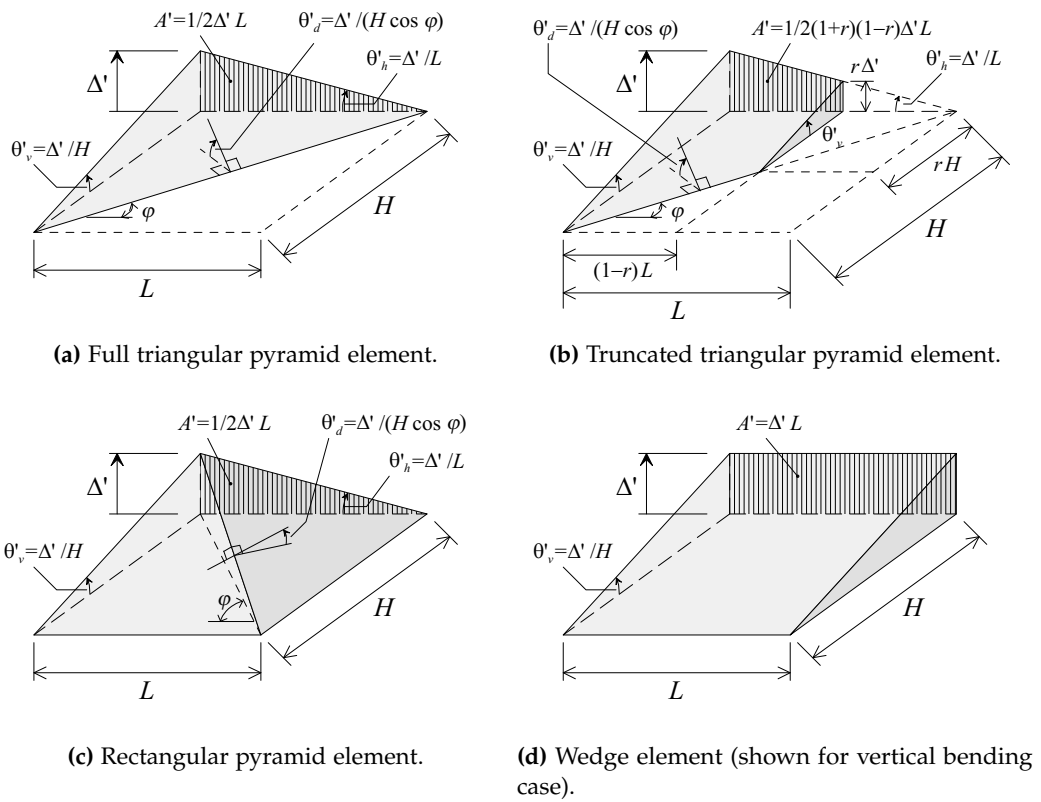 A'=1/2Δ' L
θ'd=Δ'/(H cos φ)
θ'h=Δ'/L
Δ'
θ'v=Δ'/H
φ
H
L
(a) Full triangular pyramid element.
θ'd=Δ'/(H cos φ)
A'=1/2(1+r)(1−r)Δ'L
rΔ'
θ'h=Δ'/L
Δ'
θ'v
θ'v=Δ'/H
rH
φ
H
(1−r)L
L
(b) Truncated triangular pyramid element.
A'=1/2Δ' L
θ'd=Δ'/(H cos φ)
θ'h=Δ'/L
Δ'
θ'v=Δ'/H
φ
H
L
(c) Rectangular pyramid element.
A'=Δ' L
Δ'
θ'v=Δ'/H
H
L
(d) Wedge element (shown for vertical bending
case).